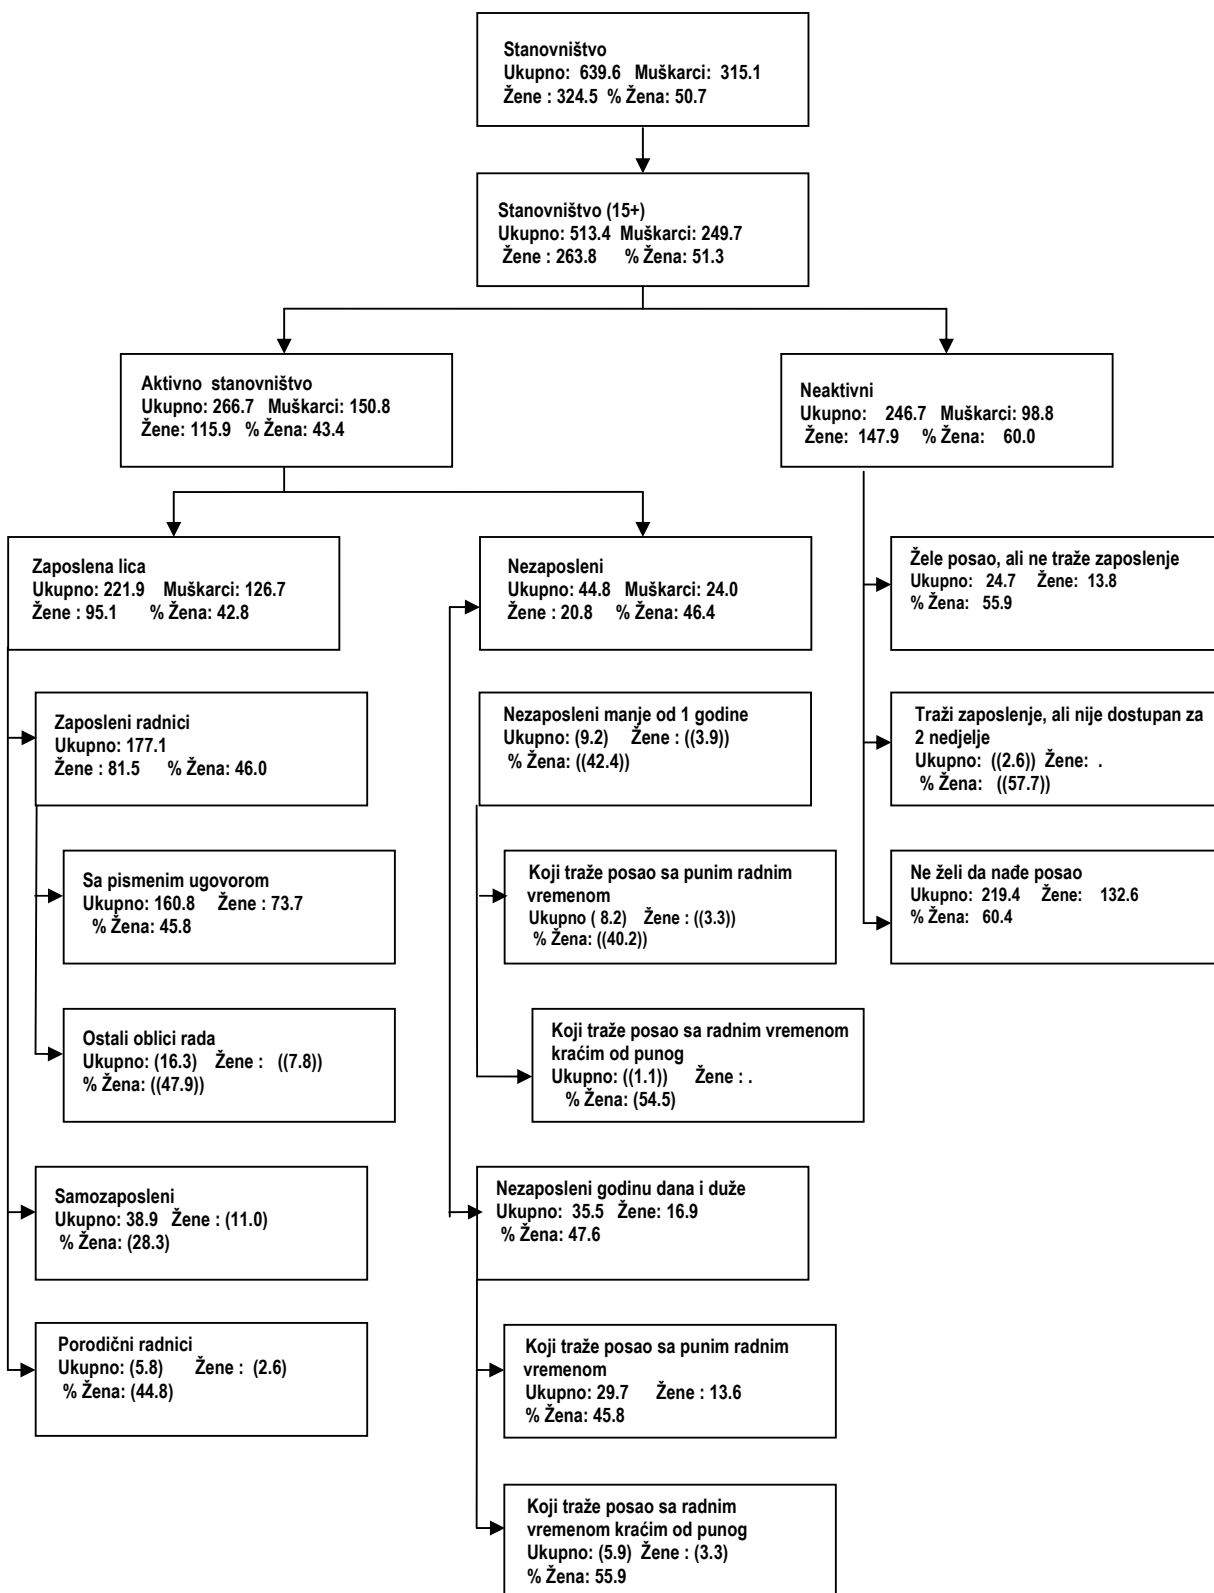 Stanovništvo
Ukupno: 639.6 Muškarci: 315.1
Žene : 324.5 % Žena: 50.7
Stanovništvo (15+)
Ukupno: 513.4 Muškarci: 249.7
Žene : 263.8 % Žena: 51.3
Aktivno stanovništvo
Ukupno: 266.7 Muškarci: 150.8
Žene: 115.9 % Žena: 43.4
Neaktivni
Ukupno: 246.7 Muškarci: 98.8
Žene: 147.9 % Žena: 60.0
Zaposlena lica
Ukupno: 221.9 Muškarci: 126.7
Žene : 95.1 % Žena: 42.8
Zaposleni radnici
Ukupno: 177.1
Žene : 81.5 % Žena: 46.0
Sa pismenim ugovorom
Ukupno: 160.8 Žene : 73.7
% Žena: 45.8
Ostali oblici rada
Ukupno: (16.3) Žene : ((7.8))
% Žena: ((47.9))
Samozaposleni
Ukupno: 38.9 Žene : (11.0)
% Žena: (28.3)
Porodični radnici
Ukupno: (5.8) Žene : (2.6)
% Žena: (44.8)
Nezaposleni
Ukupno: 44.8 Muškarci: 24.0
Žene : 20.8 % Žena: 46.4
Nezaposleni manje od 1 godine
Ukupno: (9.2) Žene : ((3.9))
% Žena: ((42.4))
Koji traže posao sa punim radnim
vremenom
Ukupno ( 8.2) Žene : ((3.3))
% Žena: ((40.2))
Koji traže posao sa radnim vremenom
kraćim od punog
Ukupno: ((1.1)) Žene : .
% Žena: (54.5)
Nezaposleni godinu dana i duže
Ukupno: 35.5 Žene: 16.9
% Žena: 47.6
Koji traže posao sa punim radnim
vremenom
Ukupno: 29.7 Žene : 13.6
% Žena: 45.8
Koji traže posao sa radnim
vremenom kraćim od punog
Ukupno: (5.9) Žene : (3.3)
% Žena: 55.9
Žele posao, ali ne traže zaposlenje
Ukupno: 24.7 Žene: 13.8
% Žena: 55.9
Traži zaposlenje, ali nije dostupan za
2 nedjelje
Ukupno: ((2.6)) Žene: .
% Žena: ((57.7))
Ne želi da nađe posao
Ukupno: 219.4 Žene: 132.6
% Žena: 60.4